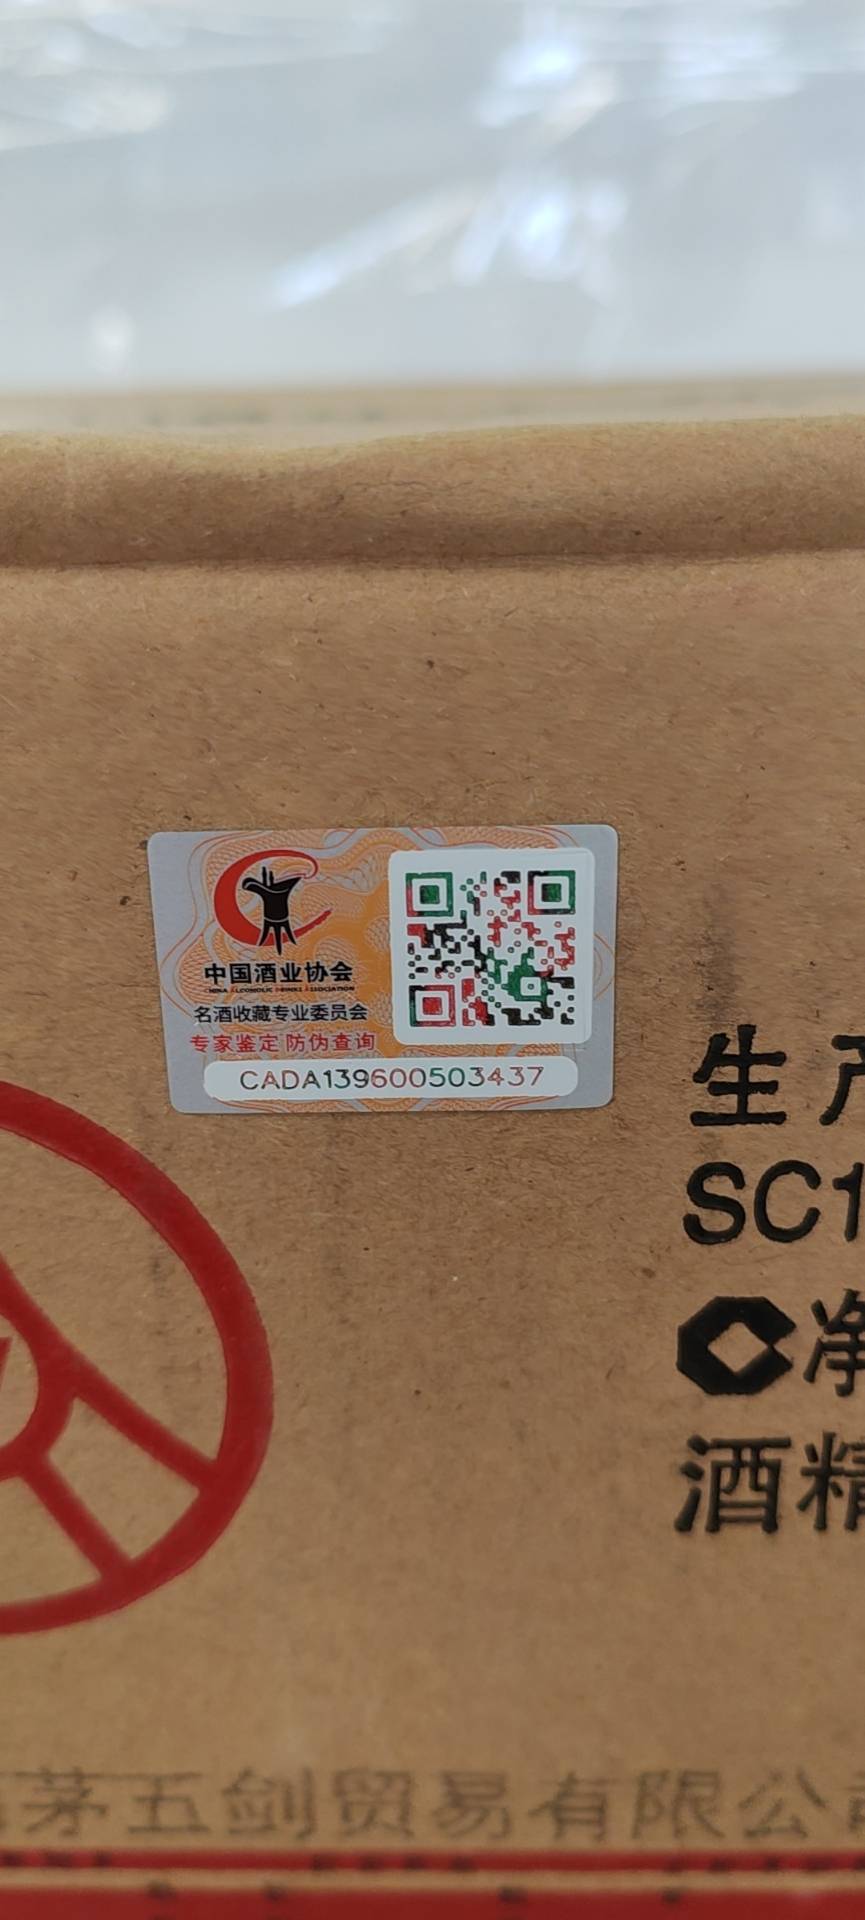 中国酒业协会
CHINA ALCOHOLIC DRINKS ASSOCIATION
名酒收藏专业委员会
专家鉴定 防伪查询
CADA139600503437
生产
SC1
净
酒精
茅五剑贸易有限公